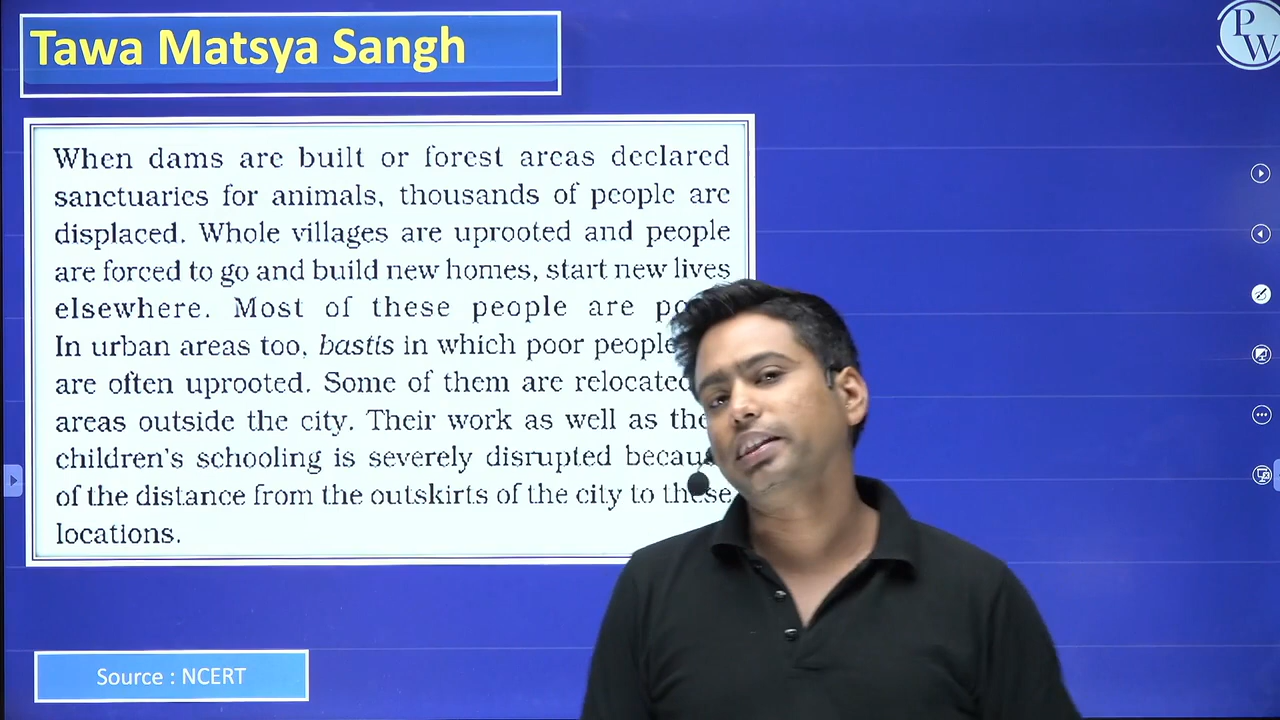 Tawa Matsya Sangh
PW
When dams are built or forest areas declared
sanctuaries for animals, thousands of people are
displaced. Whole villages are uprooted and people
are forced to go and build new homes, start new lives
elsewhere. Most of these people are
In urban areas too, bastis in which poor people
are often uprooted. Some of them are relocated
areas outside the city. Their work as well as
children's schooling is severely disrupted
of the distance from the outskirts of the city to these
locations.
Source : NCERT